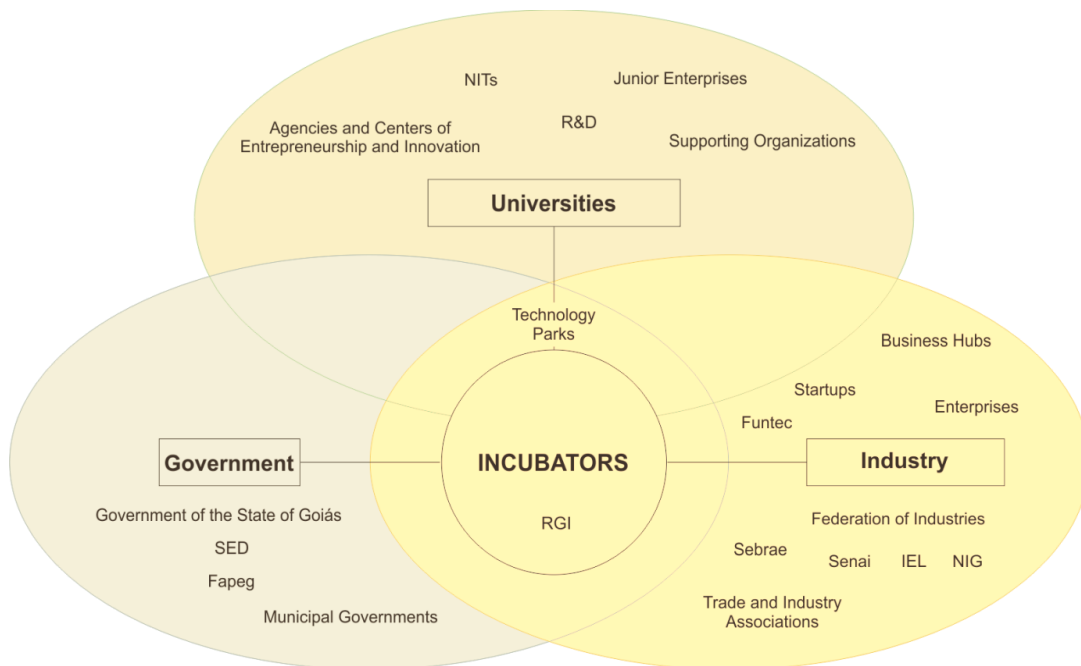 NITs
Junior Enterprises
R&D
Agencies and Centers of
Entrepreneurship and Innovation
Supporting Organizations
Universities
Technology
Parks
Business Hubs
Startups
Enterprises
Funtec
Government
INCUBATORS
Industry
RGI
Government of the State of Goiás
SED
Fapeg
Municipal Governments
Federation of Industries
Sebrae
Senai
IEL
NIG
Trade and Industry
Associations